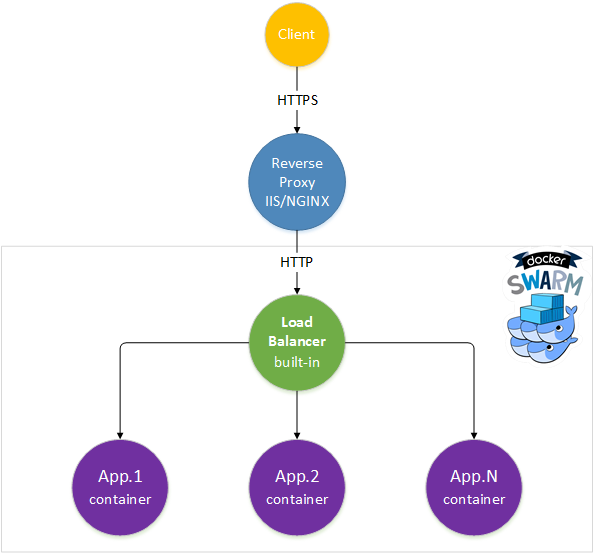 Client
HTTPS
Reverse
Proxy
IIS/NGINX
HTTP
docker
SWARM
Load
Balancer
built-in
App.1
container
App.2
container
App.N
container